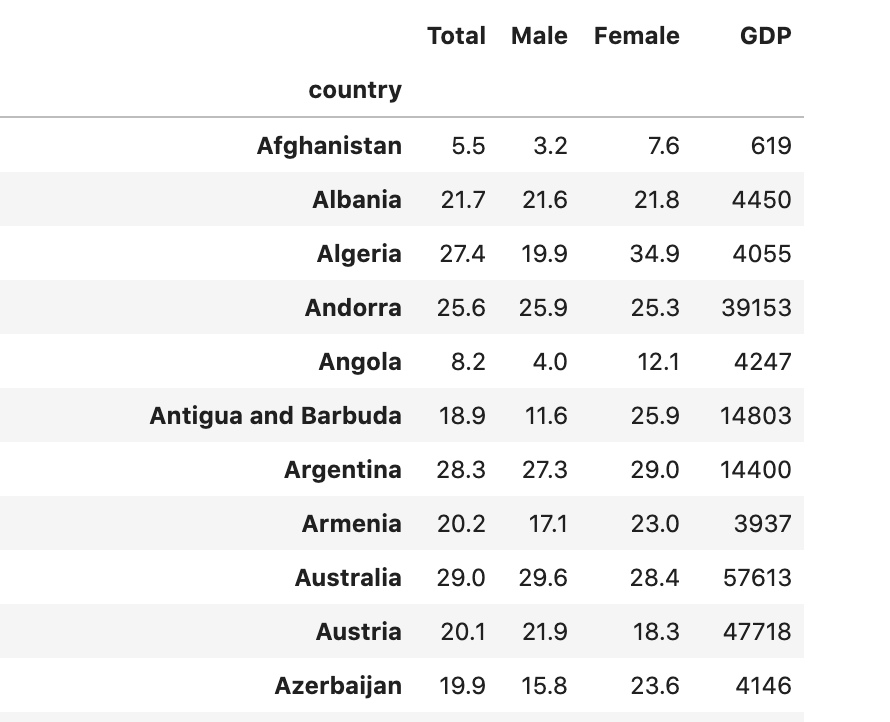 Total Male Female GDP
country
Afghanistan 5.5 3.2 7.6 619
Albania 21.7 21.6 21.8 4450
Algeria 27.4 19.9 34.9 4055
Andorra 25.6 25.9 25.3 39153
Angola 8.2 4.0 12.1 4247
Antigua and Barbuda 18.9 11.6 25.9 14803
Argentina 28.3 27.3 29.0 14400
Armenia 20.2 17.1 23.0 3937
Australia 29.0 29.6 28.4 57613
Austria 20.1 21.9 18.3 47718
Azerbaijan 19.9 15.8 23.6 4146